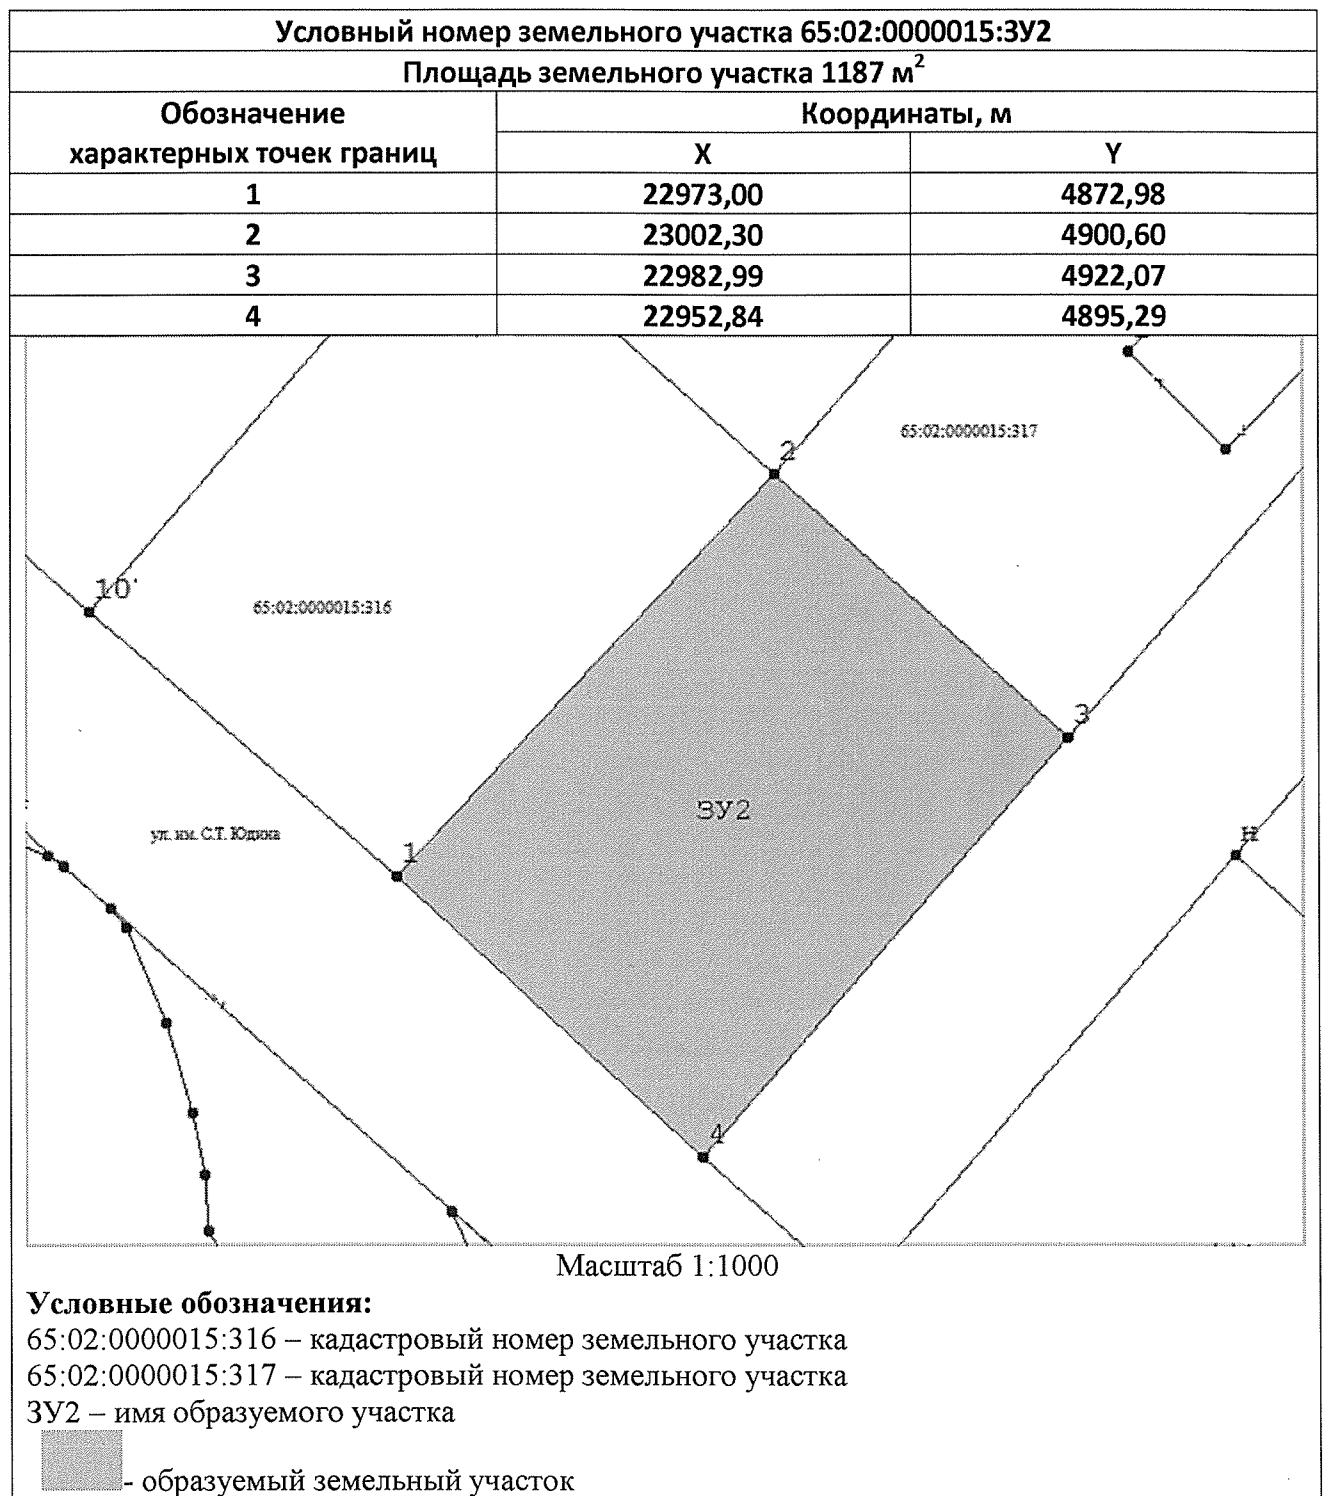 Условный номер земельного участка 65:02:0000015:ЗУ2
Площадь земельного участка 1187 м²
Обозначение характерных точек границ
Координаты, м
X Y
1 22973,00 4872,98
2 23002,30 4900,60
3 22982,99 4922,07
4 22952,84 4895,29
2
65:02:0000015:317
10'
65:02:0000015:316
3
ЗУ2
н
ул. им. С.Т. Юдина
1
4
Масштаб 1:1000
Условные обозначения:
65:02:0000015:316 – кадастровый номер земельного участка
65:02:0000015:317 – кадастровый номер земельного участка
ЗУ2 – имя образуемого участка
- образуемый земельный участок